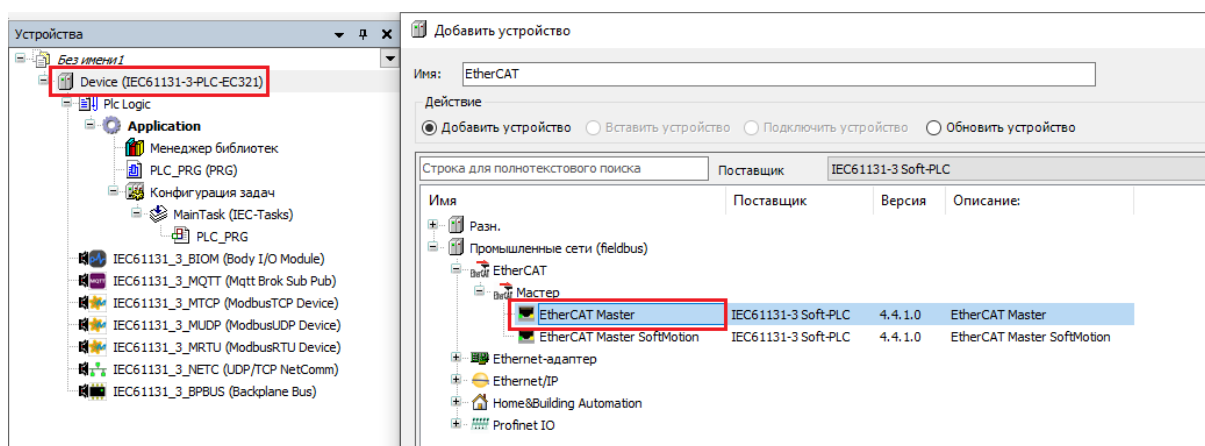 Устройства
Без имени1
Device (IEC61131-3-PLC-EC321)
Plc Logic
Application
Менеджер библиотек
PLC_PRG (PRG)
Конфигурация задач
MainTask (IEC-Tasks)
PLC_PRG
IEC61131_3_BIOM (Body I/O Module)
IEC61131_3_MQTT (Mqtt Brok Sub Pub)
IEC61131_3_MTCP (ModbusTCP Device)
IEC61131_3_MUDP (ModbusUDP Device)
IEC61131_3_MRTU (ModbusRTU Device)
IEC61131_3_NETC (UDP/TCP NetComm)
IEC61131_3_BPBUS (Backplane Bus)
Добавить устройство
Имя: EtherCAT
Действие
Добавить устройство Вставить устройство Подключить устройство Обновить устройство
Строка для полнотекстового поиска Поставщик IEC61131-3 Soft-PLC
Имя Поставщик Версия Описание:
Разн.
Промышленные сети (fieldbus)
EtherCAT
Мастер
EtherCAT Master IEC61131-3 Soft-PLC 4.4.1.0 EtherCAT Master
EtherCAT Master SoftMotion IEC61131-3 Soft-PLC 4.4.1.0 EtherCAT Master SoftMotion
Ethernet-адаптер
Ethernet/IP
Home&Building Automation
Profinet IO